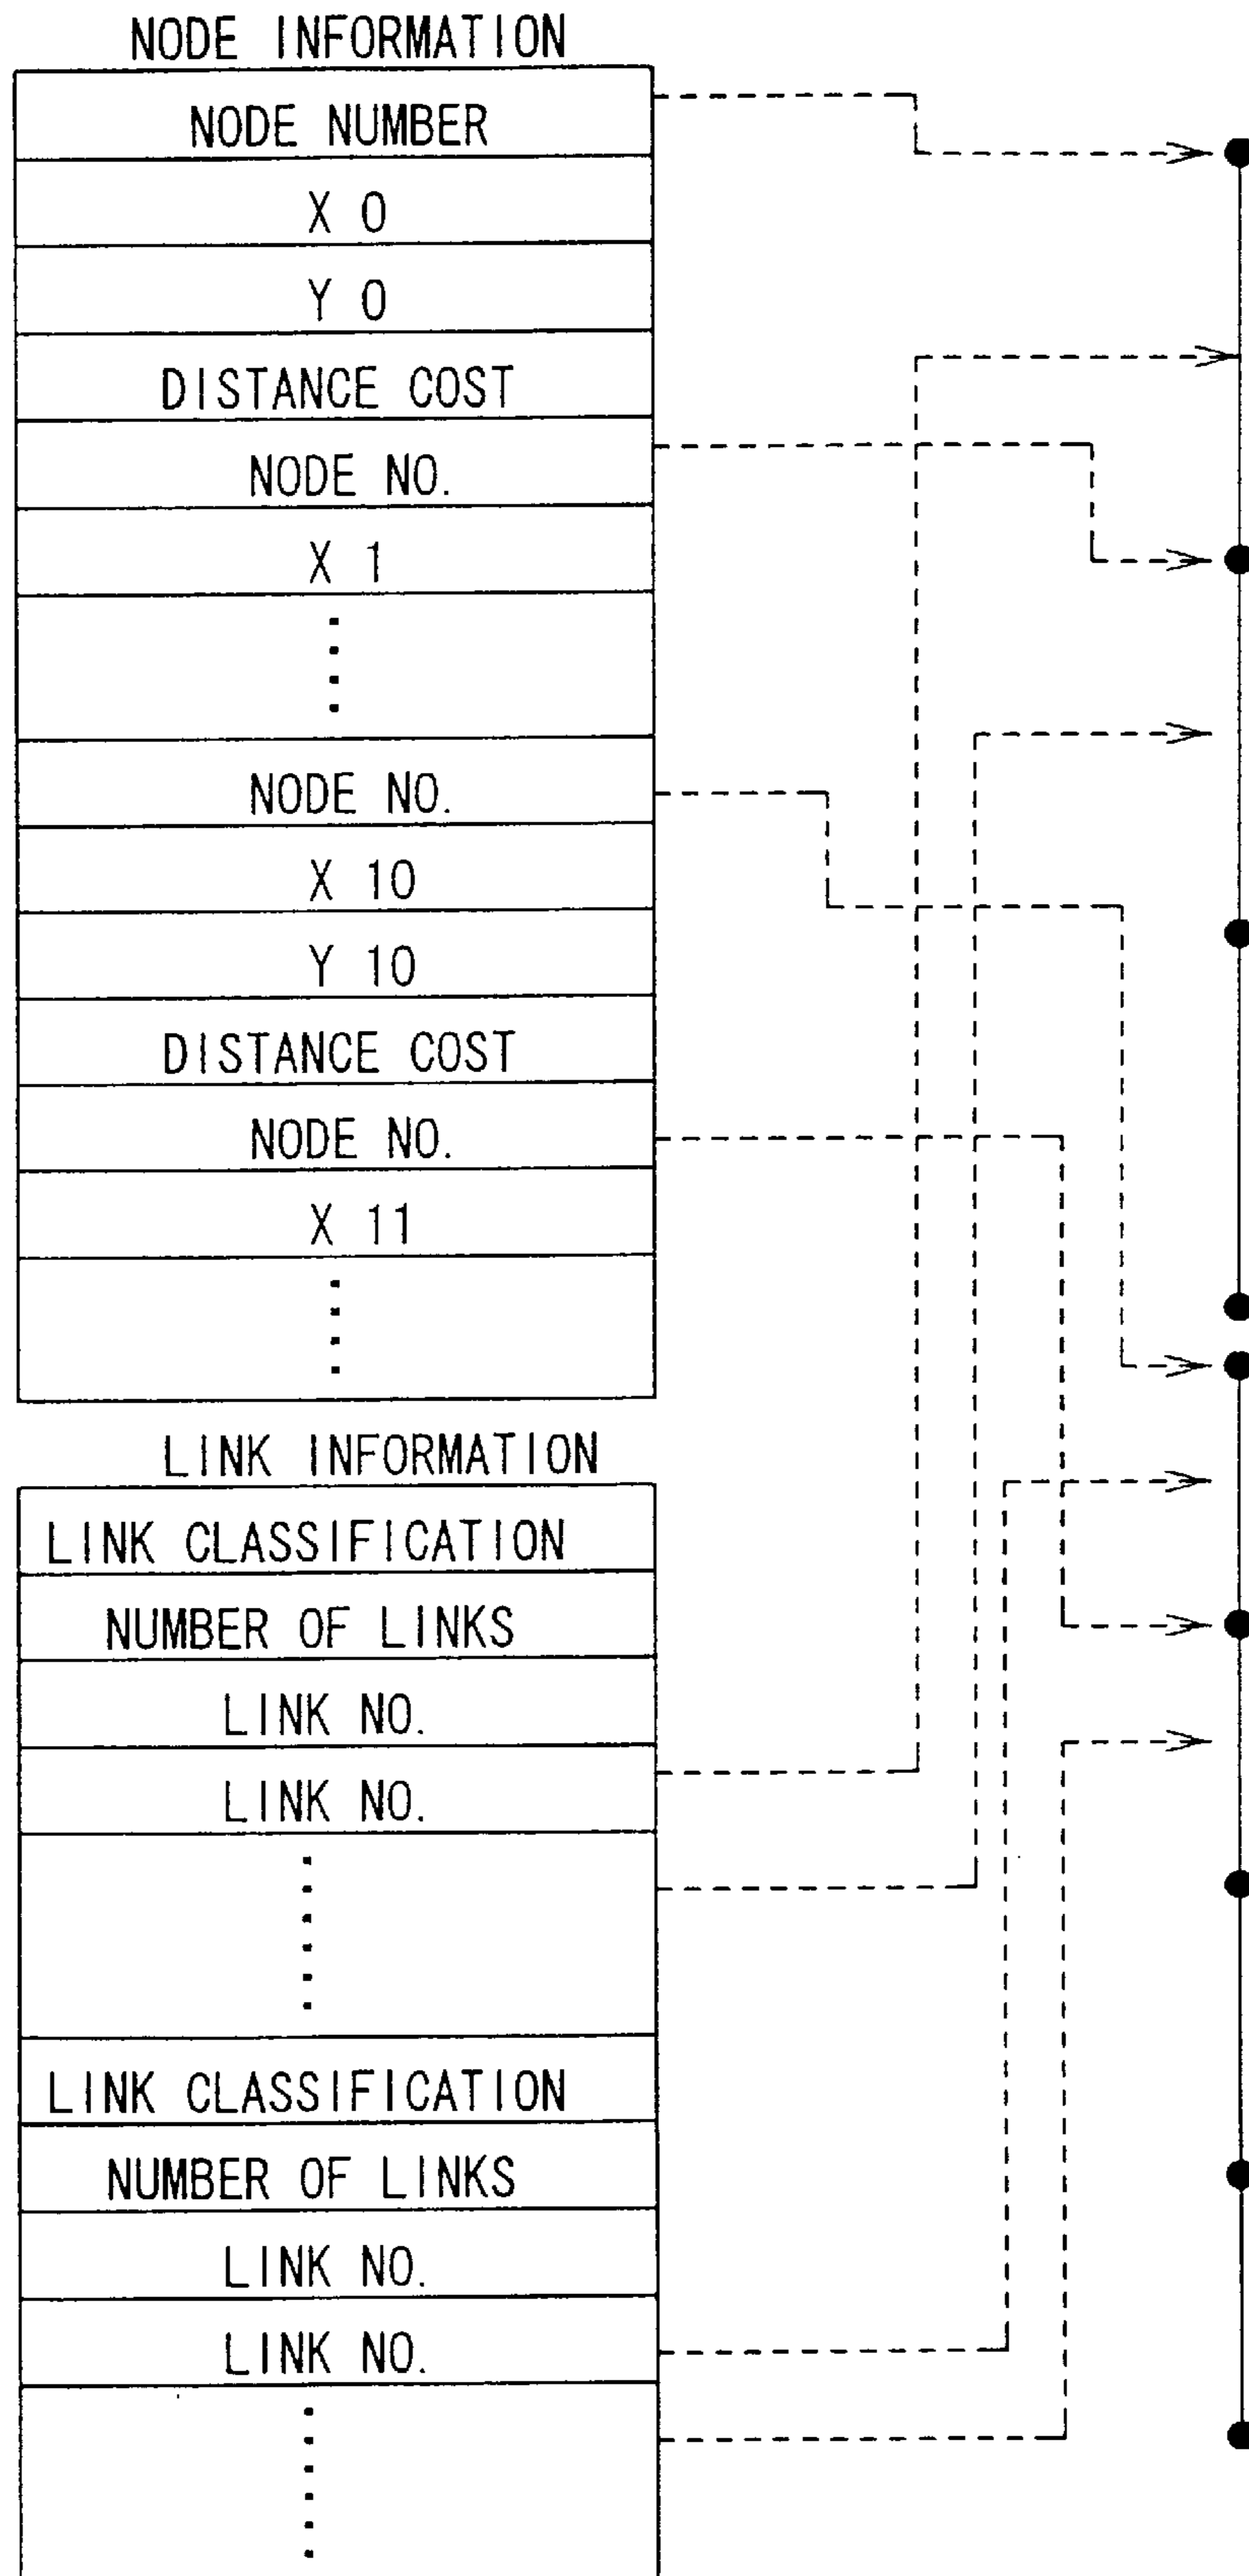 NODE INFORMATION
NODE NUMBER
X 0
Y 0
DISTANCE COST
NODE NO.
X 1
NODE NO.
X 10
Y 10
DISTANCE COST
NODE NO.
X 11
LINK INFORMATION
LINK CLASSIFICATION
NUMBER OF LINKS
LINK NO.
LINK NO.
LINK CLASSIFICATION
NUMBER OF LINKS
LINK NO.
LINK NO.